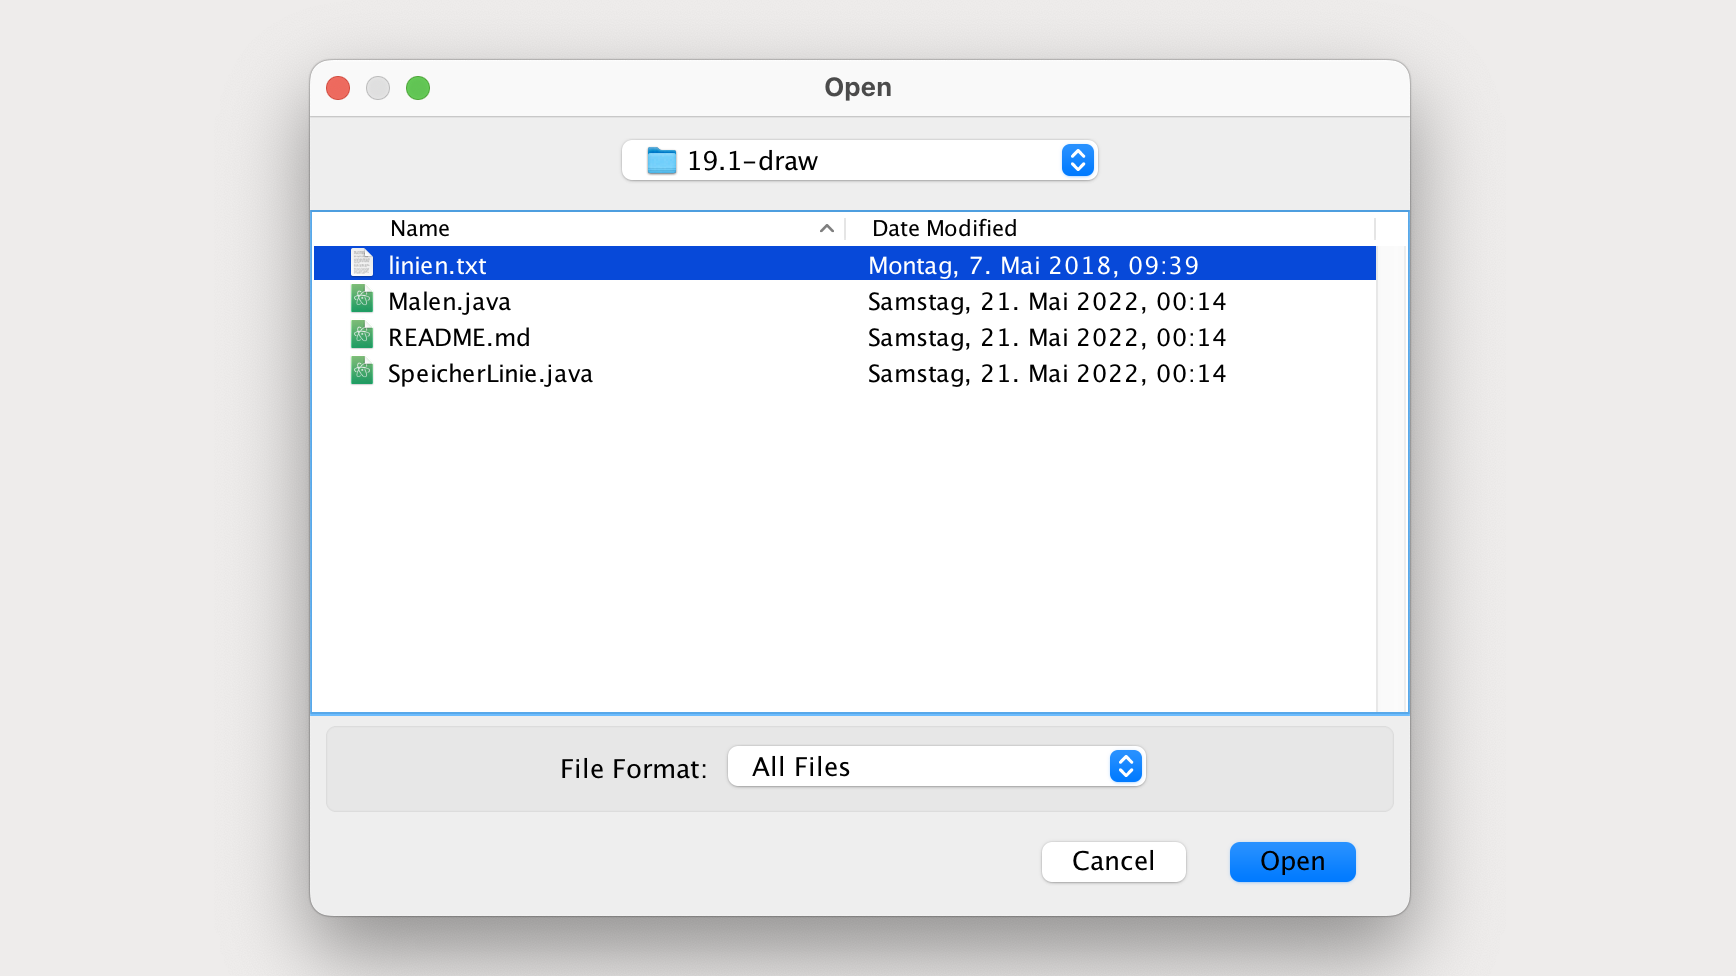 Open
19.1-draw
Name Date Modified
linien.txt Montag, 7. Mai 2018, 09:39
Malen.java Samstag, 21. Mai 2022, 00:14
README.md Samstag, 21. Mai 2022, 00:14
SpeicherLinie.java Samstag, 21. Mai 2022, 00:14
File Format: All Files
Cancel Open